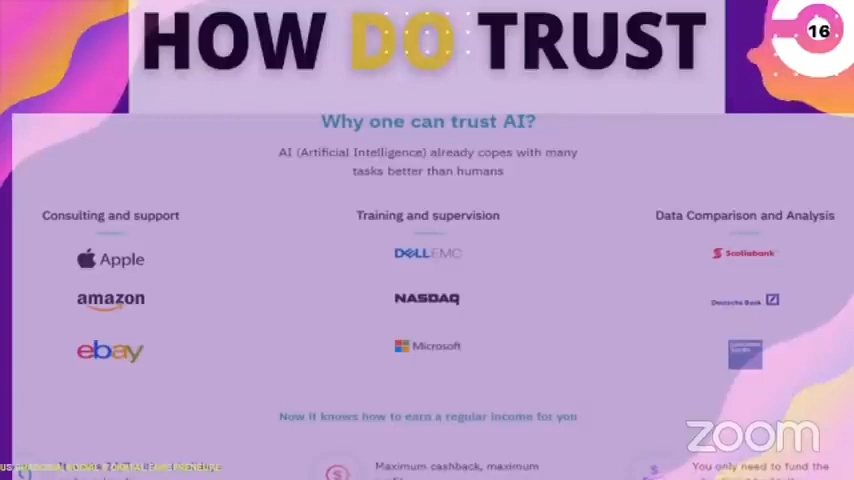 HOW DO TRUST
16
Why one can trust AI?
AI (Artificial Intelligence) already copes with many
tasks better than humans
Consulting and support
Training and supervision
Data Comparison and Analysis
Apple
DELL EMC
Scotiabank
amazon
NASDAQ
Deutsche Bank
ebay
Microsoft
Now it knows how to earn a regular income for you
zoom
Maximum cashback, maximum
You only need to fund the